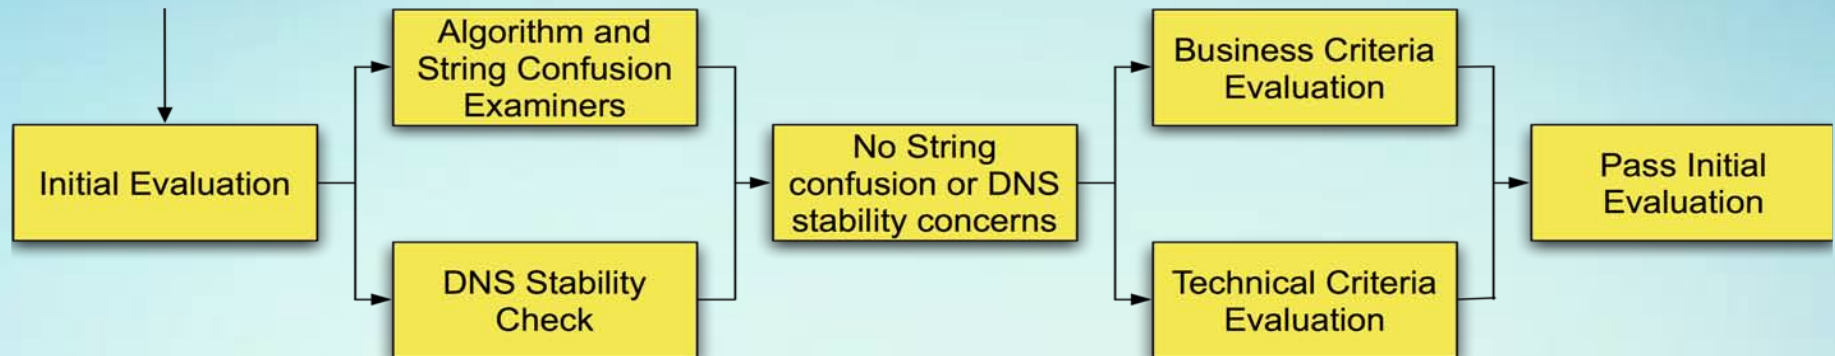 Initial Evaluation
Algorithm and
String Confusion
Examiners
DNS Stability
Check
No String
confusion or DNS
stability concerns
Business Criteria
Evaluation
Technical Criteria
Evaluation
Pass Initial
Evaluation